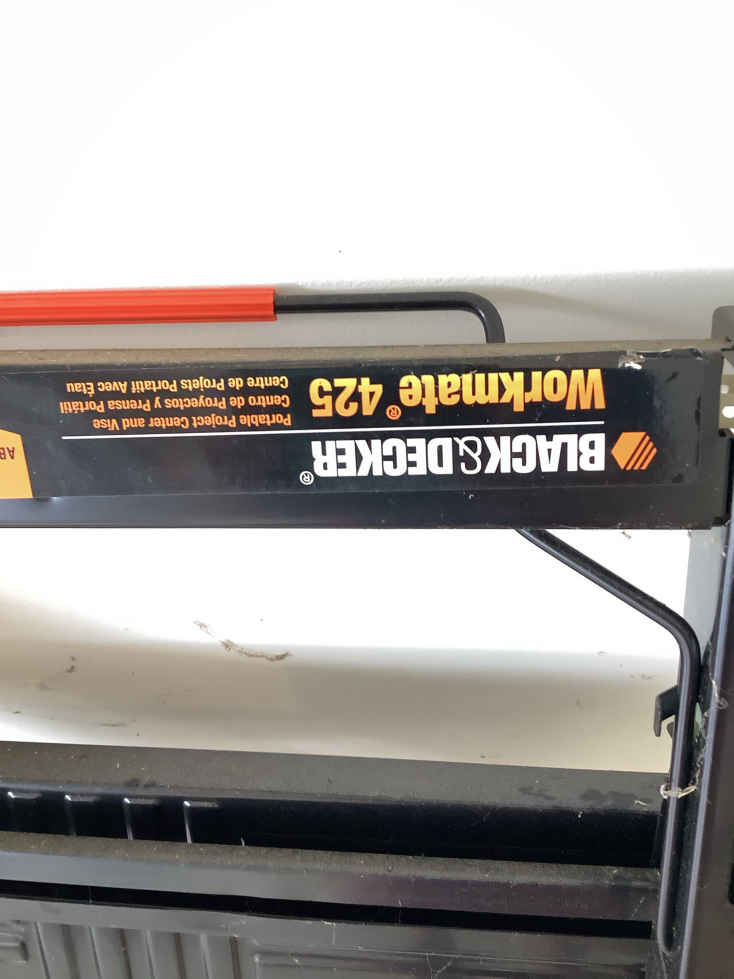 BLACK&DECKER®
Workmate® 425
Portable Project Center and Vise
Centro de Proyectos y Prensa Portátil
Centre de Projets Portatif Avec Étau